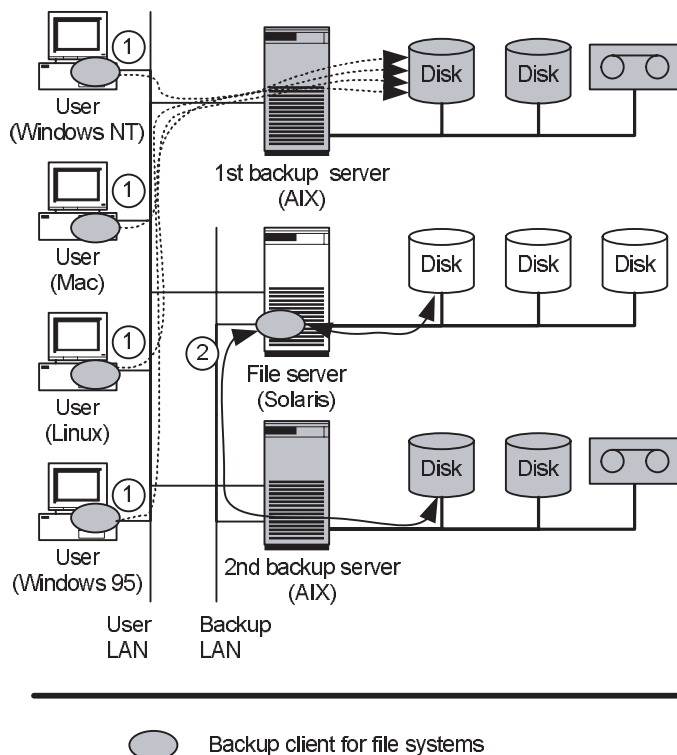 1
User
(Windows NT)
1
User
(Mac)
1
User
(Linux)
1
User
(Windows 95)
1st backup server
(AIX)
Disk
Disk
2
File server
(Solaris)
Disk
Disk
Disk
2nd backup server
(AIX)
Disk
Disk
User
LAN
Backup
LAN
Backup client for file systems